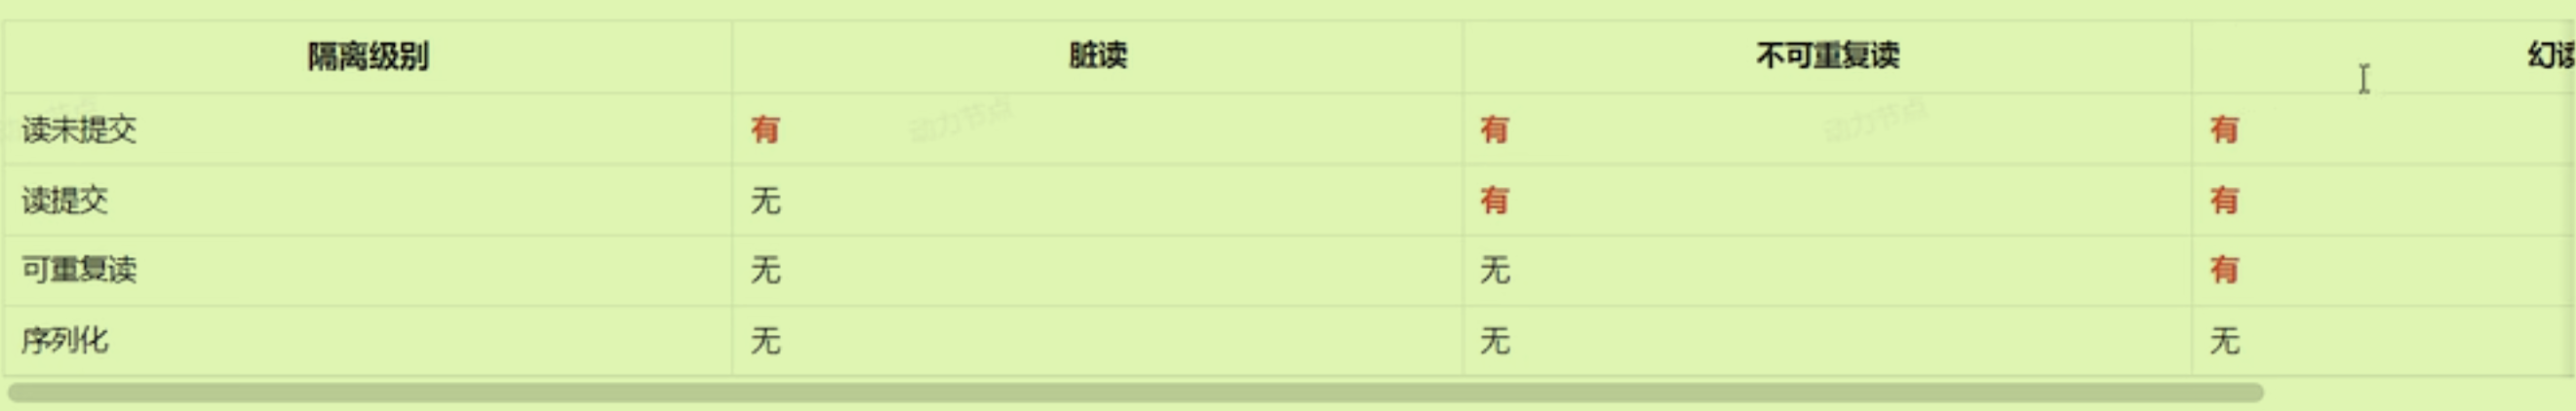 隔离级别 脏读 不可重复读 幻读
读未提交 有 有 有
读提交 无 有 有
可重复读 无 无 有
序列化 无 无 无
动力节点
动力节点